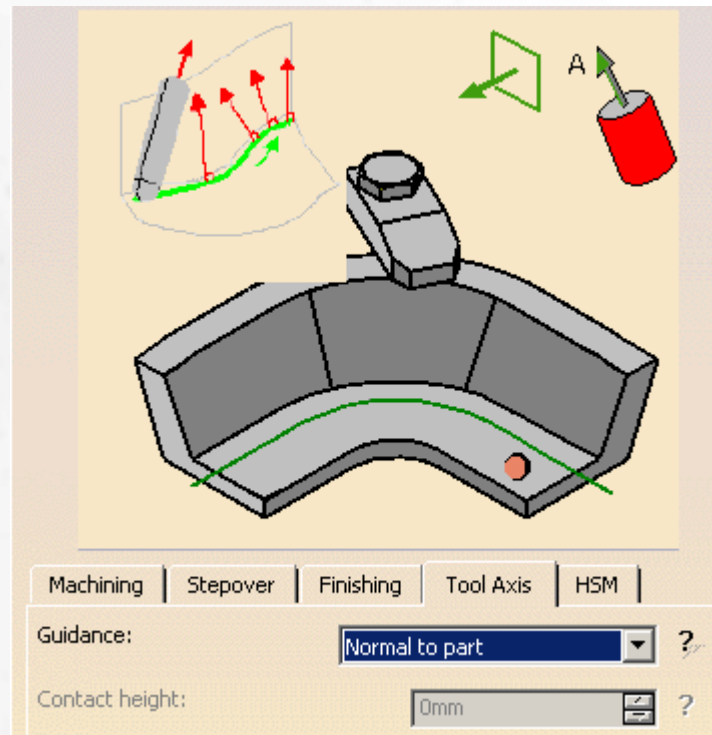 A
Machining Stepover Finishing Tool Axis HSM
Guidance: Normal to part ?
Contact height: 0mm ?